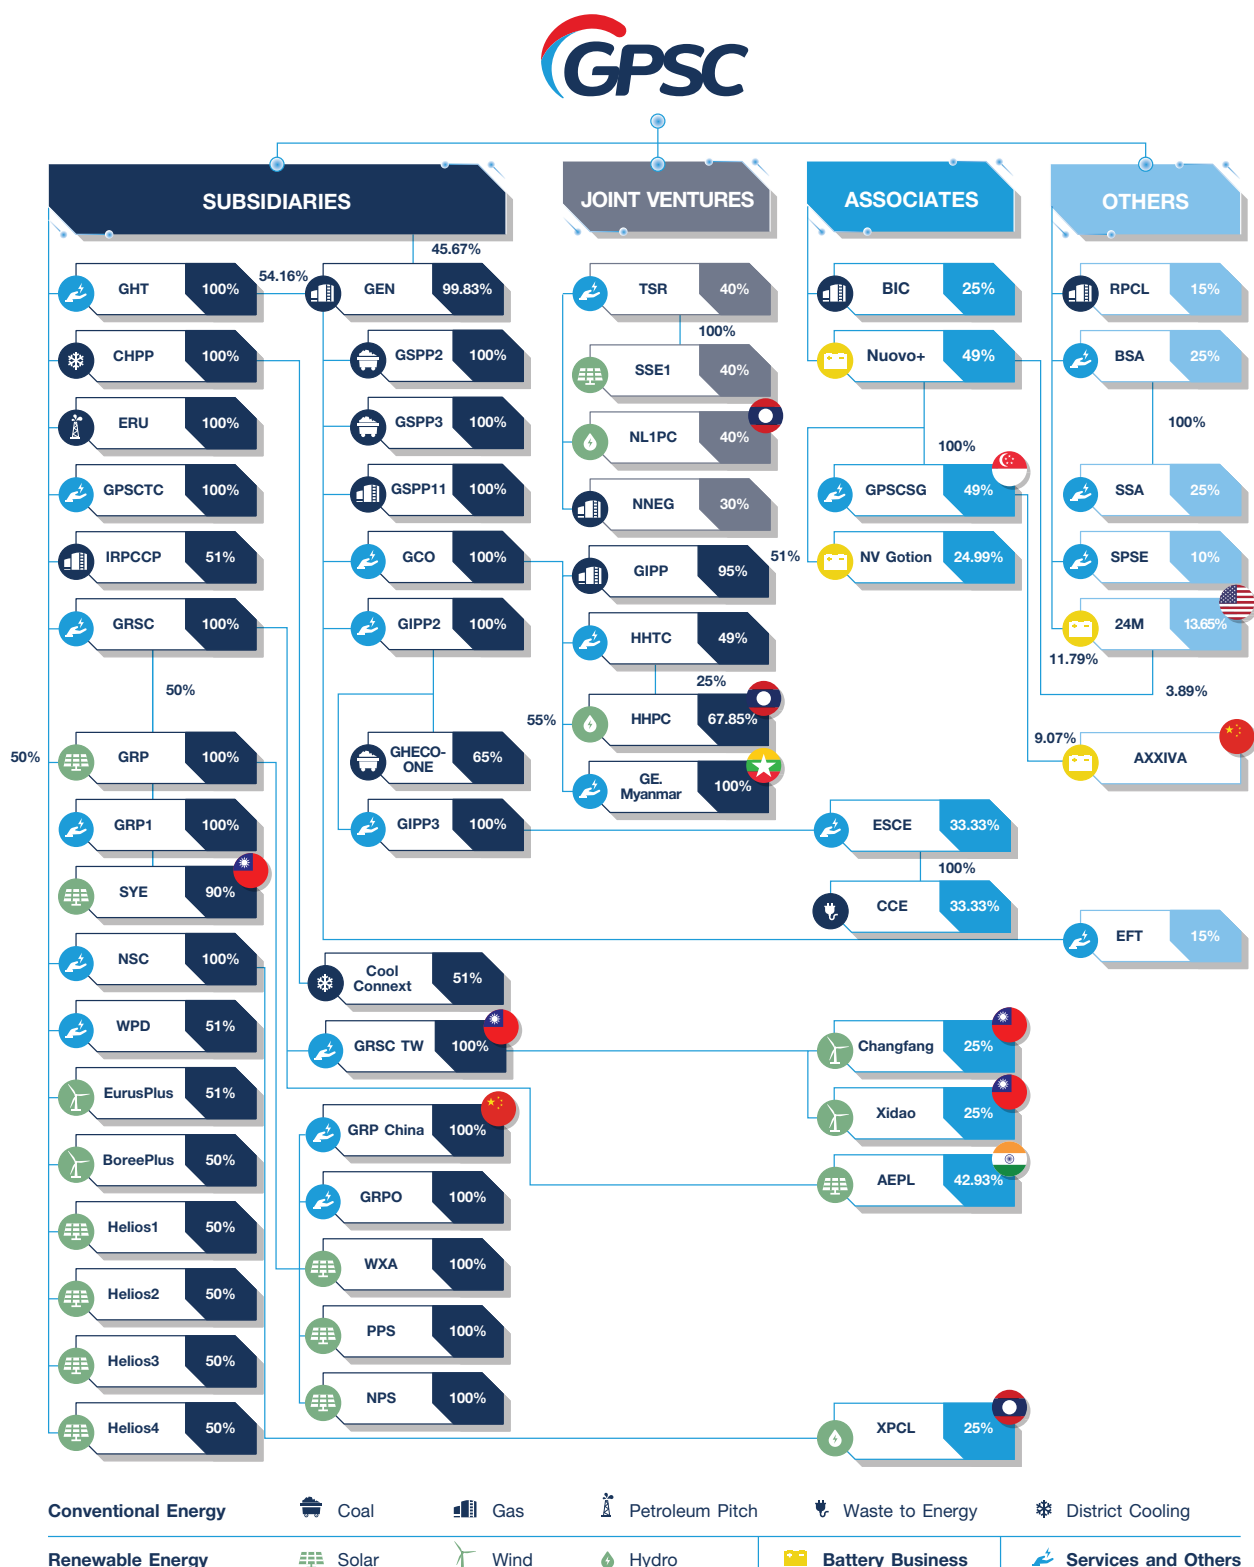 GPSC
SUBSIDIARIES
JOINT VENTURES
ASSOCIATES
OTHERS
45.67%
54.16%
GHT 100%
GEN 99.83%
TSR 40%
BIC 25%
RPCL 15%
100%
CHPP 100%
GSPP2 100%
SSE1 40%
Nuovo+ 49%
BSA 25%
ERU 100%
GSPP3 100%
NL1PC 40%
100%
100%
GPSCTC 100%
GSPP11 100%
NNEG 30%
GPSCSG 49%
SSA 25%
IRPCCP 51%
GCO 100%
GIPP 95%
51%
NV Gotion 24.99%
SPSE 10%
GRSC 100%
GIPP2 100%
HHTC 49%
24M 13.65%
11.79%
50%
25%
3.89%
55%
HHPC 67.85%
50%
GRP 100%
GHECO-
ONE
65%
GE.
Myanmar
100%
9.07%
AXXIVA
GRP1 100%
GIPP3 100%
ESCE 33.33%
100%
SYE 90%
CCE 33.33%
NSC 100%
EFT 15%
Cool
Connext
51%
WPD 51%
GRSC TW 100%
Changfang 25%
EurusPlus 51%
GRP China 100%
Xidao 25%
BoreePlus 50%
GRPO 100%
AEPL 42.93%
Helios1 50%
WXA 100%
Helios2 50%
PPS 100%
Helios3 50%
NPS 100%
Helios4 50%
XPCL 25%
Conventional Energy Coal Gas Petroleum Pitch Waste to Energy District Cooling
Renewable Energy Solar Wind Hydro Battery Business Services and Others